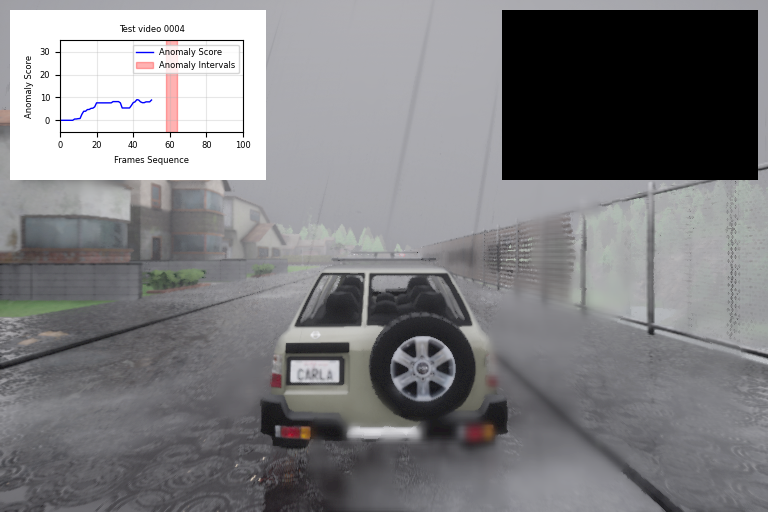 Test video 0004
Anomaly Score
Anomaly Intervals
Anomaly Score
30
20
10
0
0 20 40 60 80 100
Frames Sequence
CARLA